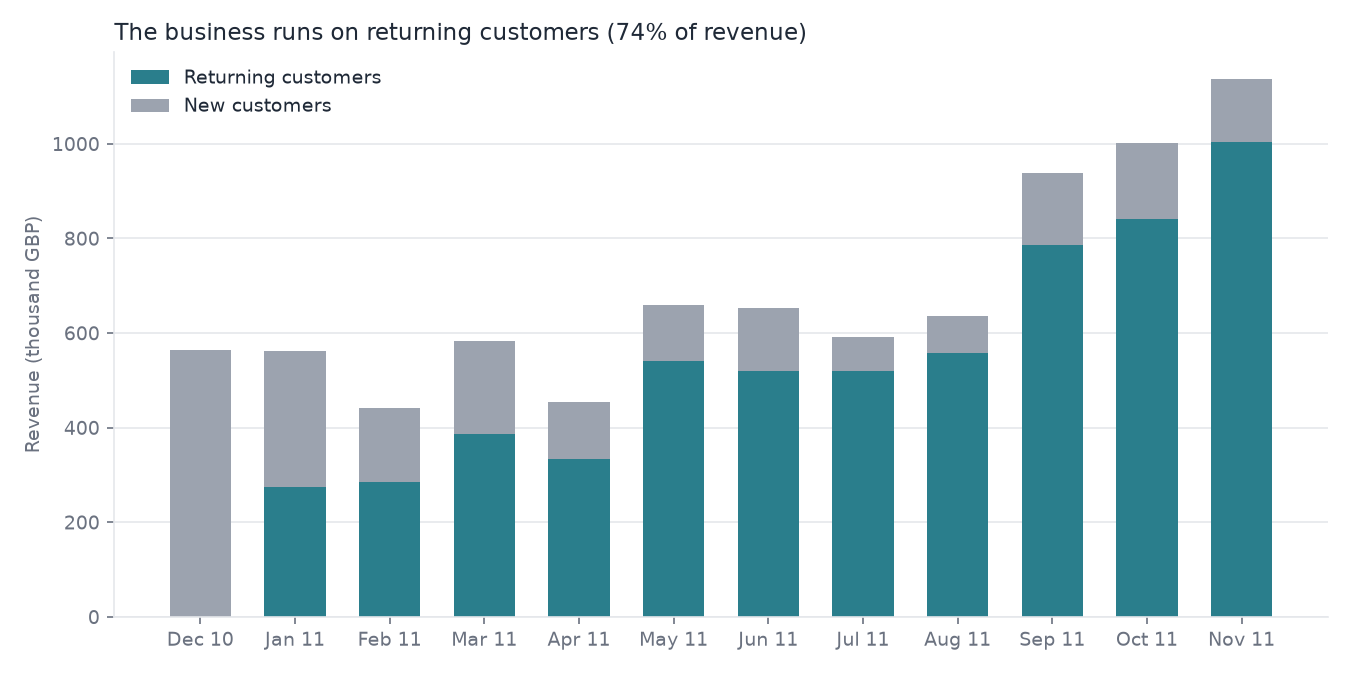 The business runs on returning customers (74% of revenue)
Returning customers
New customers
Revenue (thousand GBP)
1000
800
600
400
200
0
Dec 10 Jan 11 Feb 11 Mar 11 Apr 11 May 11 Jun 11 Jul 11 Aug 11 Sep 11 Oct 11 Nov 11